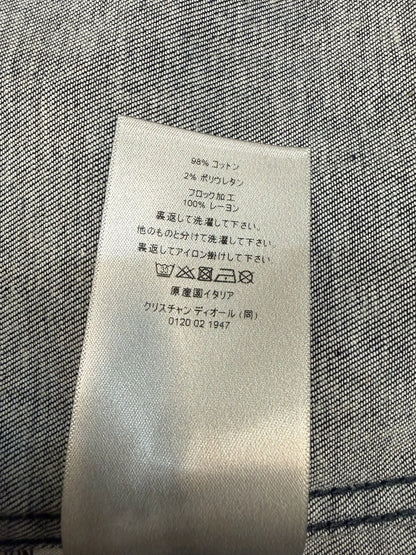 98% コットン
2% ポリウレタン
フロック加工
100% レーヨン
裏返して洗濯して下さい。
他のものと分けて洗濯して下さい。
裏返してアイロン掛けして下さい。
原産国イタリア
クリスチャン ディオール (同)
0120 02 1947